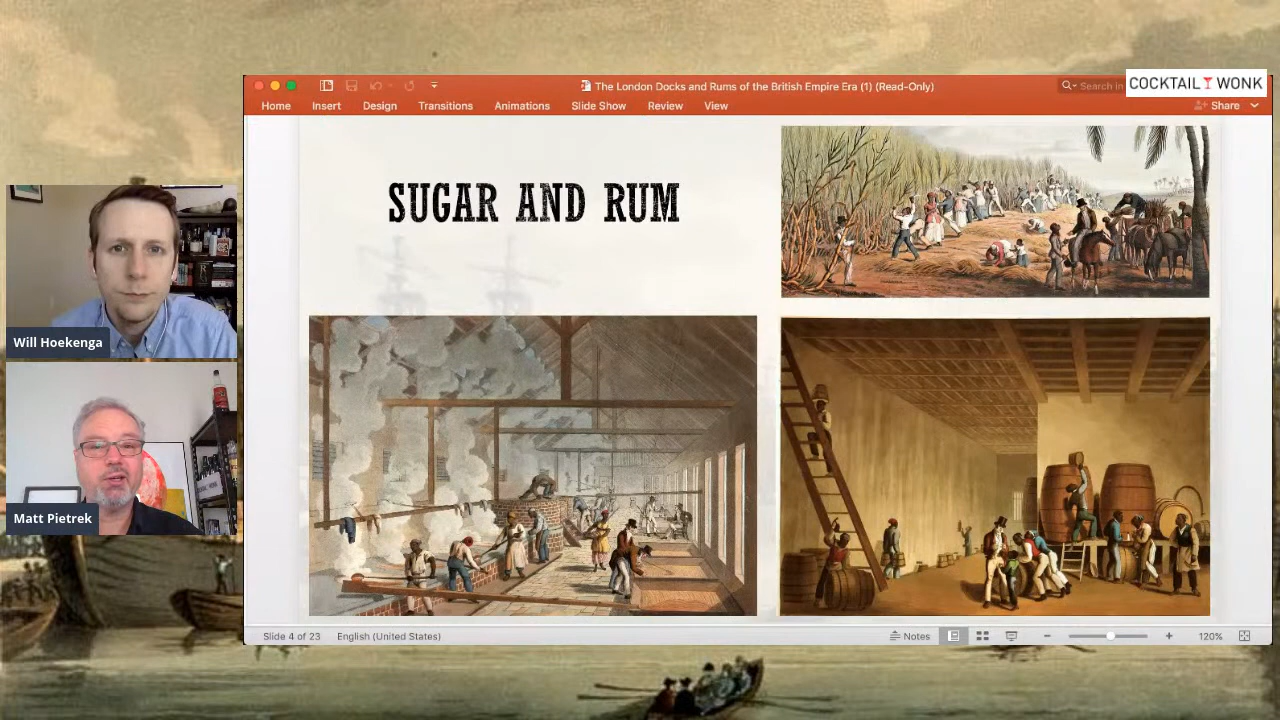 The London Docks and Rums of the British Empire Era (1) (Read-Only)
Search in
COCKTAIL WONK
Home Insert Design Transitions Animations Slide Show Review View Share
SUGAR AND RUM
Will Hoekenga
Matt Pietrek
Slide 4 of 23 English (United States) Notes 120%